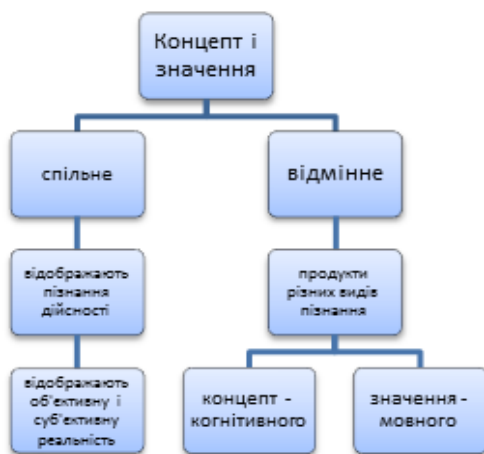 Концепт і
значення
спільне
відмінне
відображають
пізнання
дійсності
продукти
різних видів
пізнання
відображають
об'єктивну і
суб'єктивну
реальність
концепт -
когнітивного
значення -
мовного